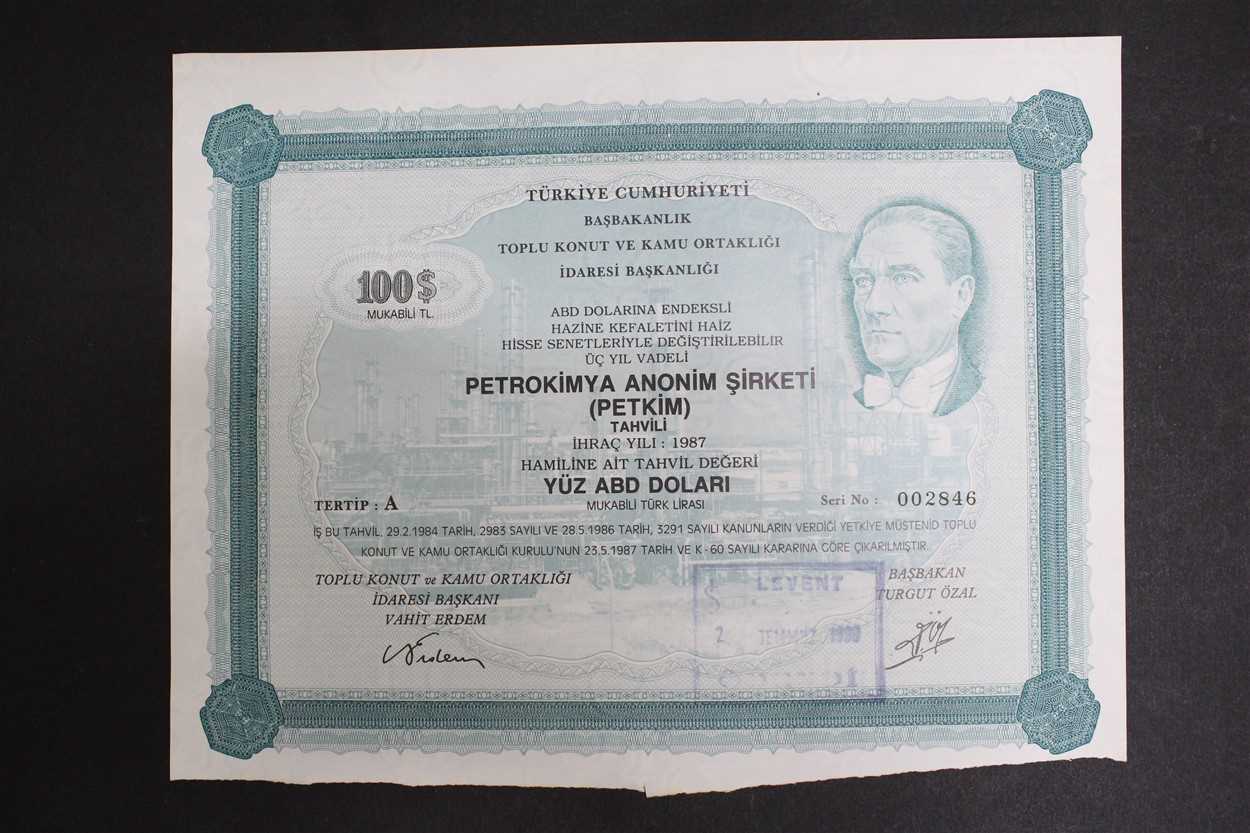 TÜRKİYE CUMHURİYETİ
BAŞBAKANLIK
TOPLU KONUT VE KAMU ORTAKLIĞI
İDARESİ BAŞKANLIĞI
100$
MUKABİLİ TL.
ABD DOLARINA ENDEKSLİ
HAZİNE KEFALETİNİ HAİZ
HİSSE SENETLERİYLE DEĞİŞTİRİLEBİLİR
ÜÇ YIL VADELİ
PETROKİMYA ANONİM ŞİRKETİ
(PETKİM)
TAHVİLİ
İHRAÇ YILI : 1987
HAMİLİNE AİT TAHVİL DEĞERİ
YÜZ ABD DOLARI
MUKABİLİ TÜRK LİRASI
TERTİP : A
Seri No : 002846
İŞ BU TAHVİL, 29.2.1984 TARİH, 2983 SAYILI VE 28.5.1986 TARİH, 3291 SAYILI KANUNLARIN VERDİĞİ YETKİYE MÜSTENİD TOPLU
KONUT VE KAMU ORTAKLIĞI KURULU'NUN 23.5.1987 TARİH VE K-60 SAYILI KARARINA GÖRE ÇIKARILMIŞTIR.
TOPLU KONUT ve KAMU ORTAKLIĞI
İDARESİ BAŞKANI
VAHİT ERDEM
BAŞBAKAN
TURGUT ÖZAL
LEVENT
2 TEMMUZ 1990